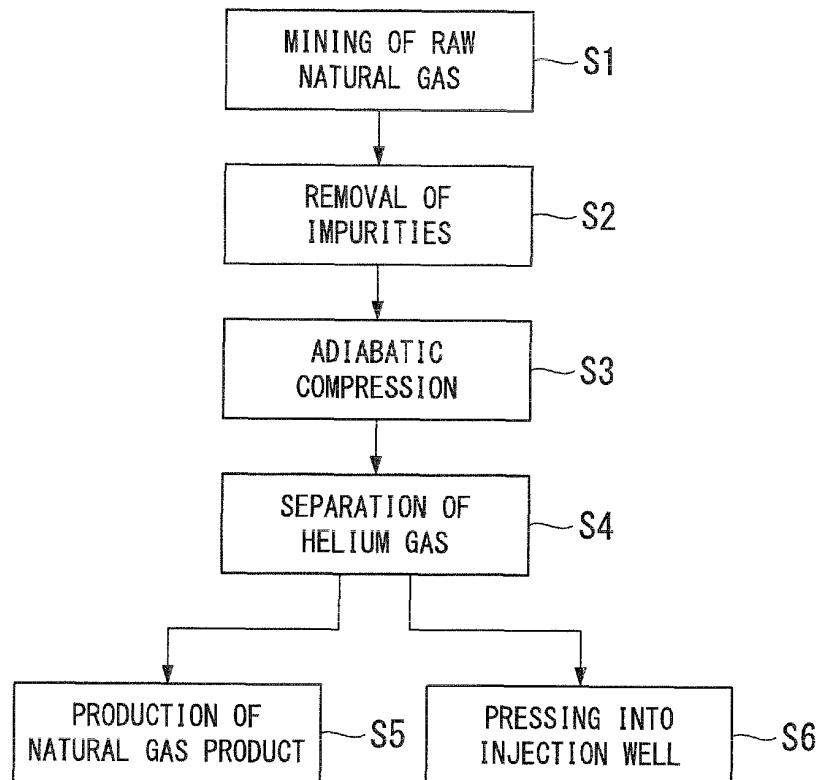 MINING OF RAW
NATURAL GAS
S1
REMOVAL OF
IMPURITIES
S2
ADIABATIC
COMPRESSION
S3
SEPARATION OF
HELIUM GAS
S4
PRODUCTION OF
NATURAL GAS PRODUCT
S5
PRESSING INTO
INJECTION WELL
S6